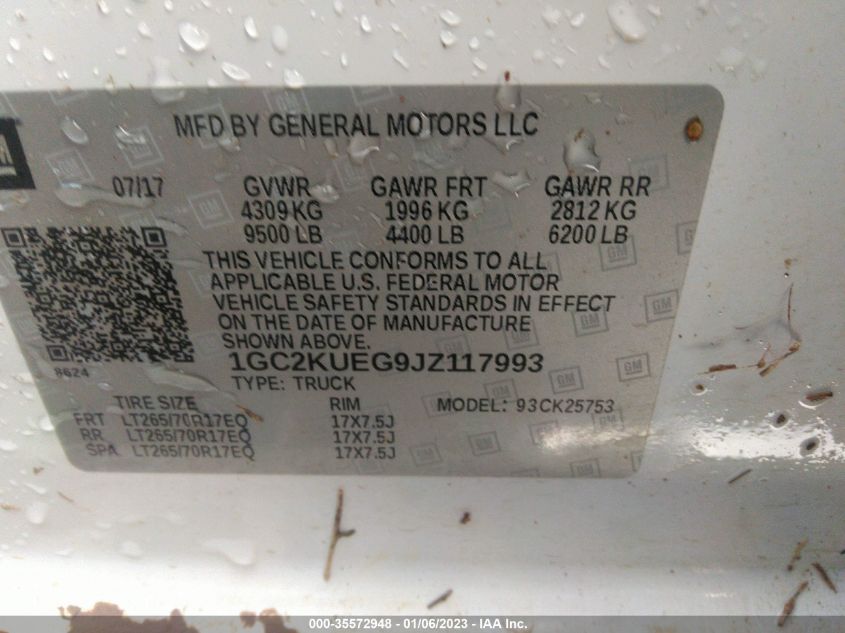 MFD BY GENERAL MOTORS LLC
07/17 GVWR GAWR FRT GAWR RR
4309 KG 1996 KG 2812 KG
9500 LB 4400 LB 6200 LB
THIS VEHICLE CONFORMS TO ALL
APPLICABLE U.S. FEDERAL MOTOR
VEHICLE SAFETY STANDARDS IN EFFECT
ON THE DATE OF MANUFACTURE
SHOWN ABOVE.
8624
1GC2KUEG9JZ117993
TYPE: TRUCK
TIRE SIZE RIM MODEL: 93CK25753
FRT LT265/70R17EQ 17X7.5J
RR LT265/70R17EQ 17X7.5J
SPA LT265/70R17EQ 17X7.5J
000-35572948 — 01/06/2023 — IAA Inc.